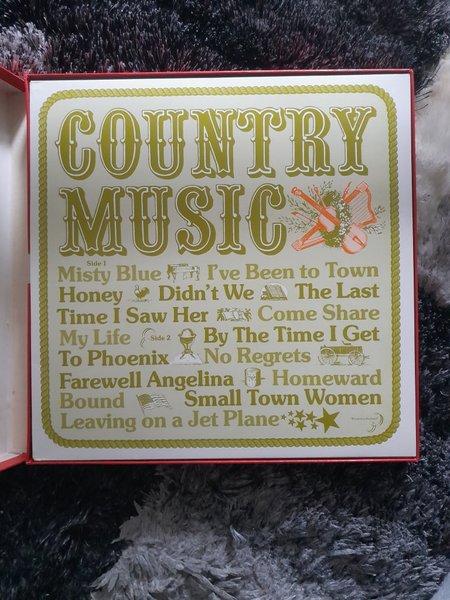 COUNTRY
MUSIC
Side 1
Misty Blue I've Been to Town
Honey Didn't We The Last
Time I Saw Her Come Share
My Life Side 2 By The Time I Get
To Phoenix No Regrets
Farewell Angelina Homeward
Bound Small Town Women
Leaving on a Jet Plane